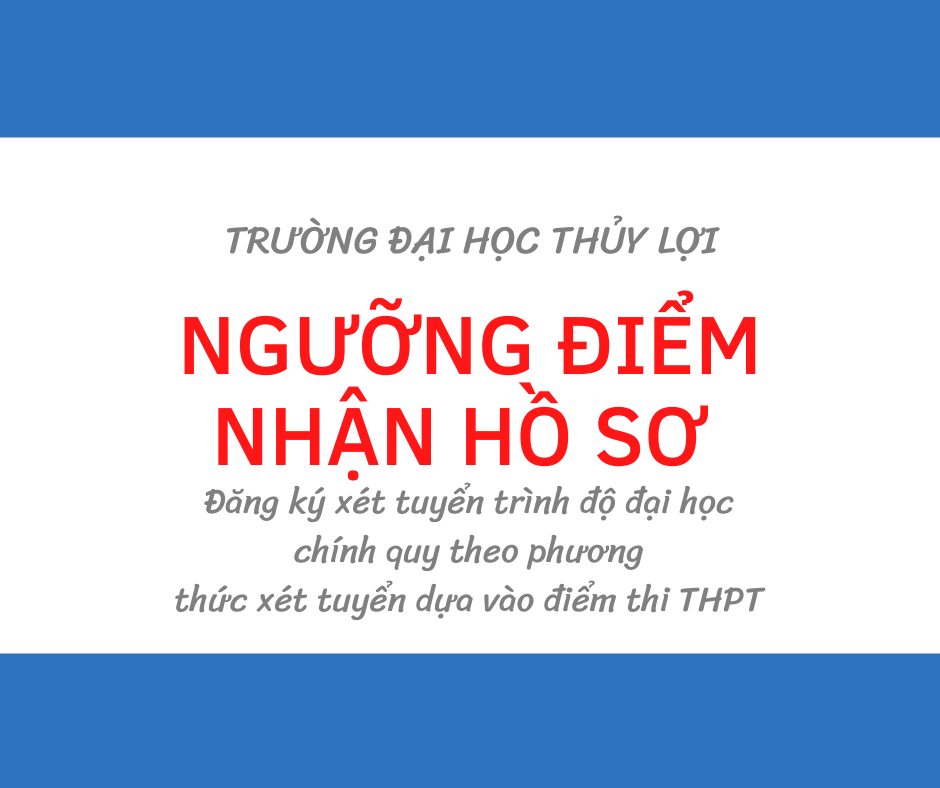 TRƯỜNG ĐẠI HỌC THỦY LỢI
NGƯỠNG ĐIỂM
NHẬN HỒ SƠ
Đăng ký xét tuyển trình độ đại học
chính quy theo phương
thức xét tuyển dựa vào điểm thi THPT